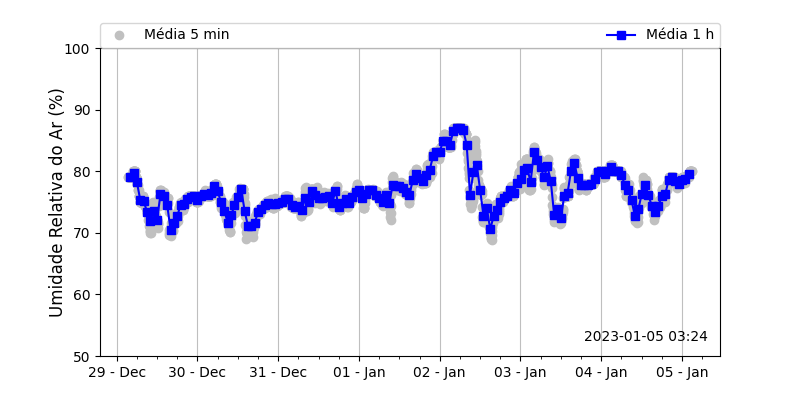 Média 5 min
Média 1 h
Umidade Relativa do Ar (%)
100
90
80
70
60
50
2023-01-05 03:24
29 - Dec
30 - Dec
31 - Dec
01 - Jan
02 - Jan
03 - Jan
04 - Jan
05 - Jan